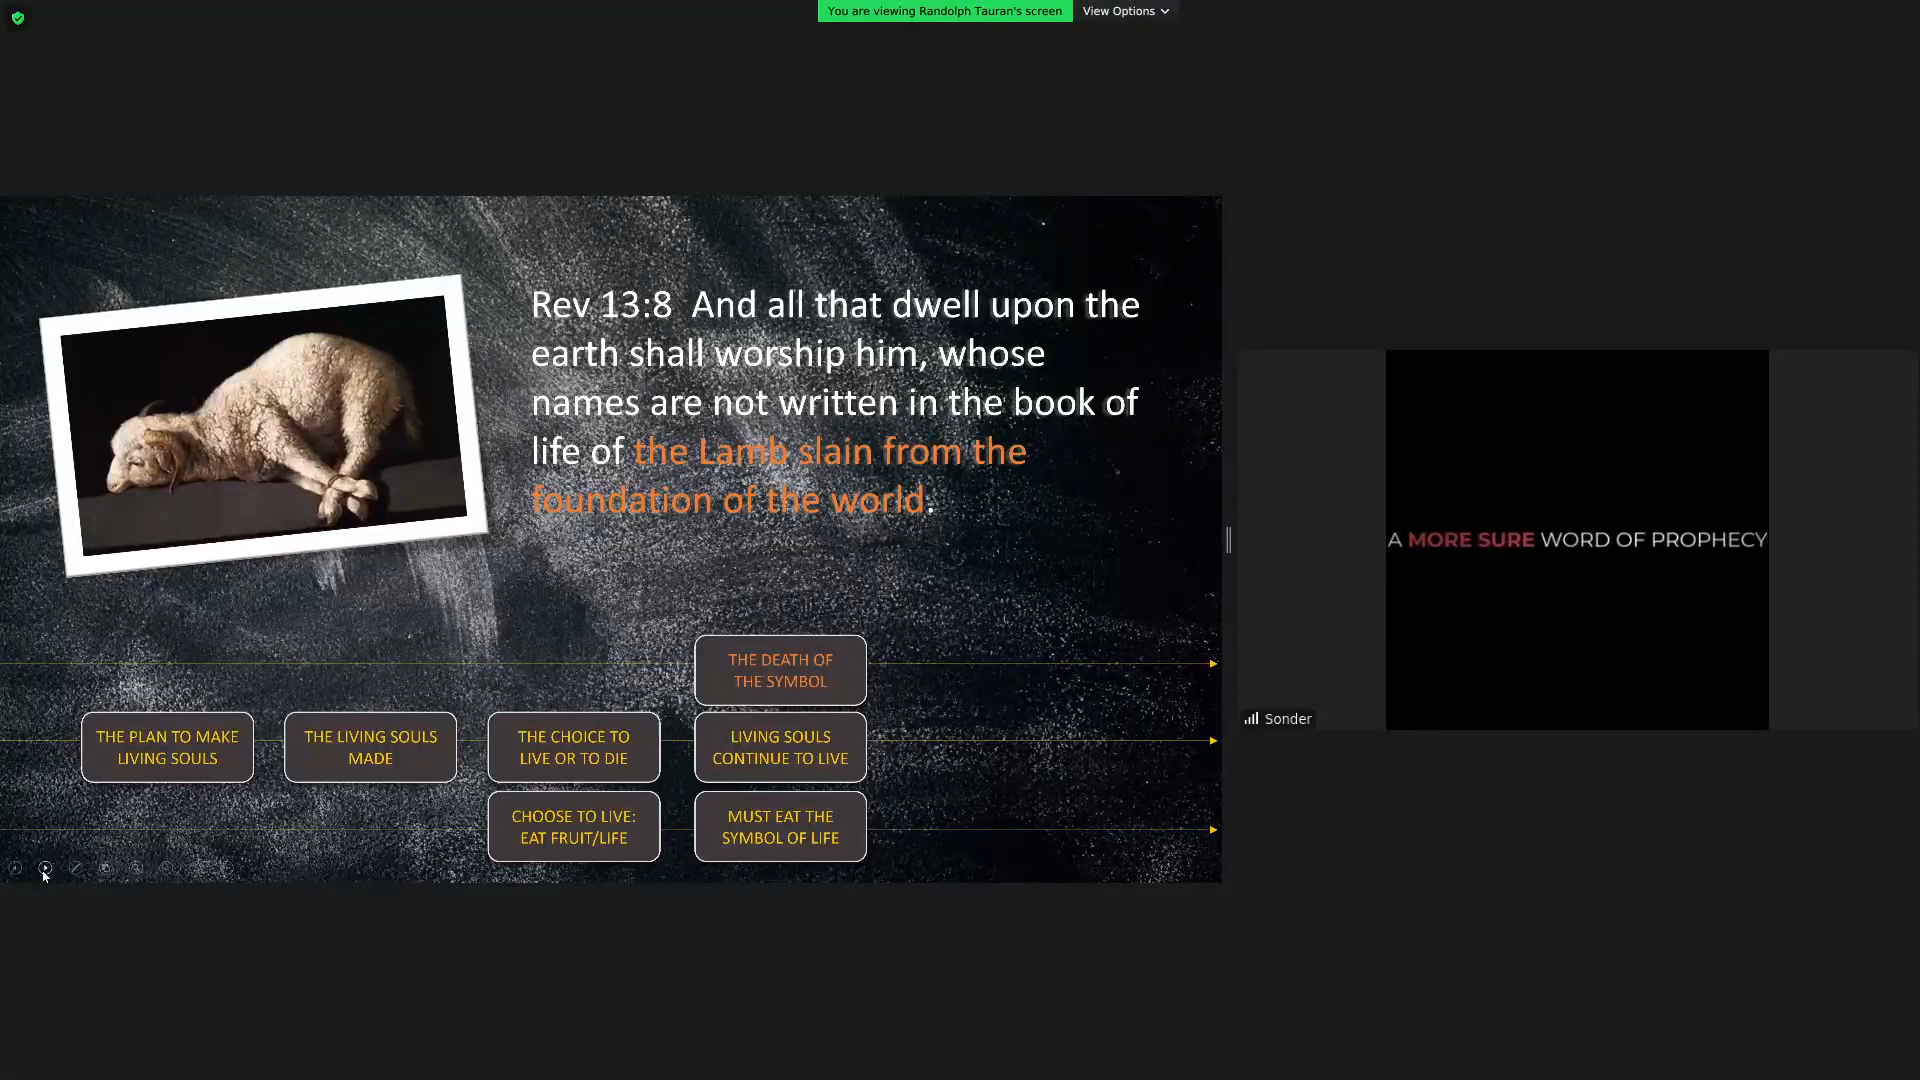 You are viewing Randolph Tauran's screen
View Options
Rev 13:8 And all that dwell upon the
earth shall worship him, whose
names are not written in the book of
life of the Lamb slain from the
foundation of the world.
THE DEATH OF
THE SYMBOL
THE PLAN TO MAKE
LIVING SOULS
THE LIVING SOULS
MADE
THE CHOICE TO
LIVE OR TO DIE
LIVING SOULS
CONTINUE TO LIVE
CHOOSE TO LIVE:
EAT FRUIT/LIFE
MUST EAT THE
SYMBOL OF LIFE
A MORE SURE WORD OF PROPHECY
Sonder